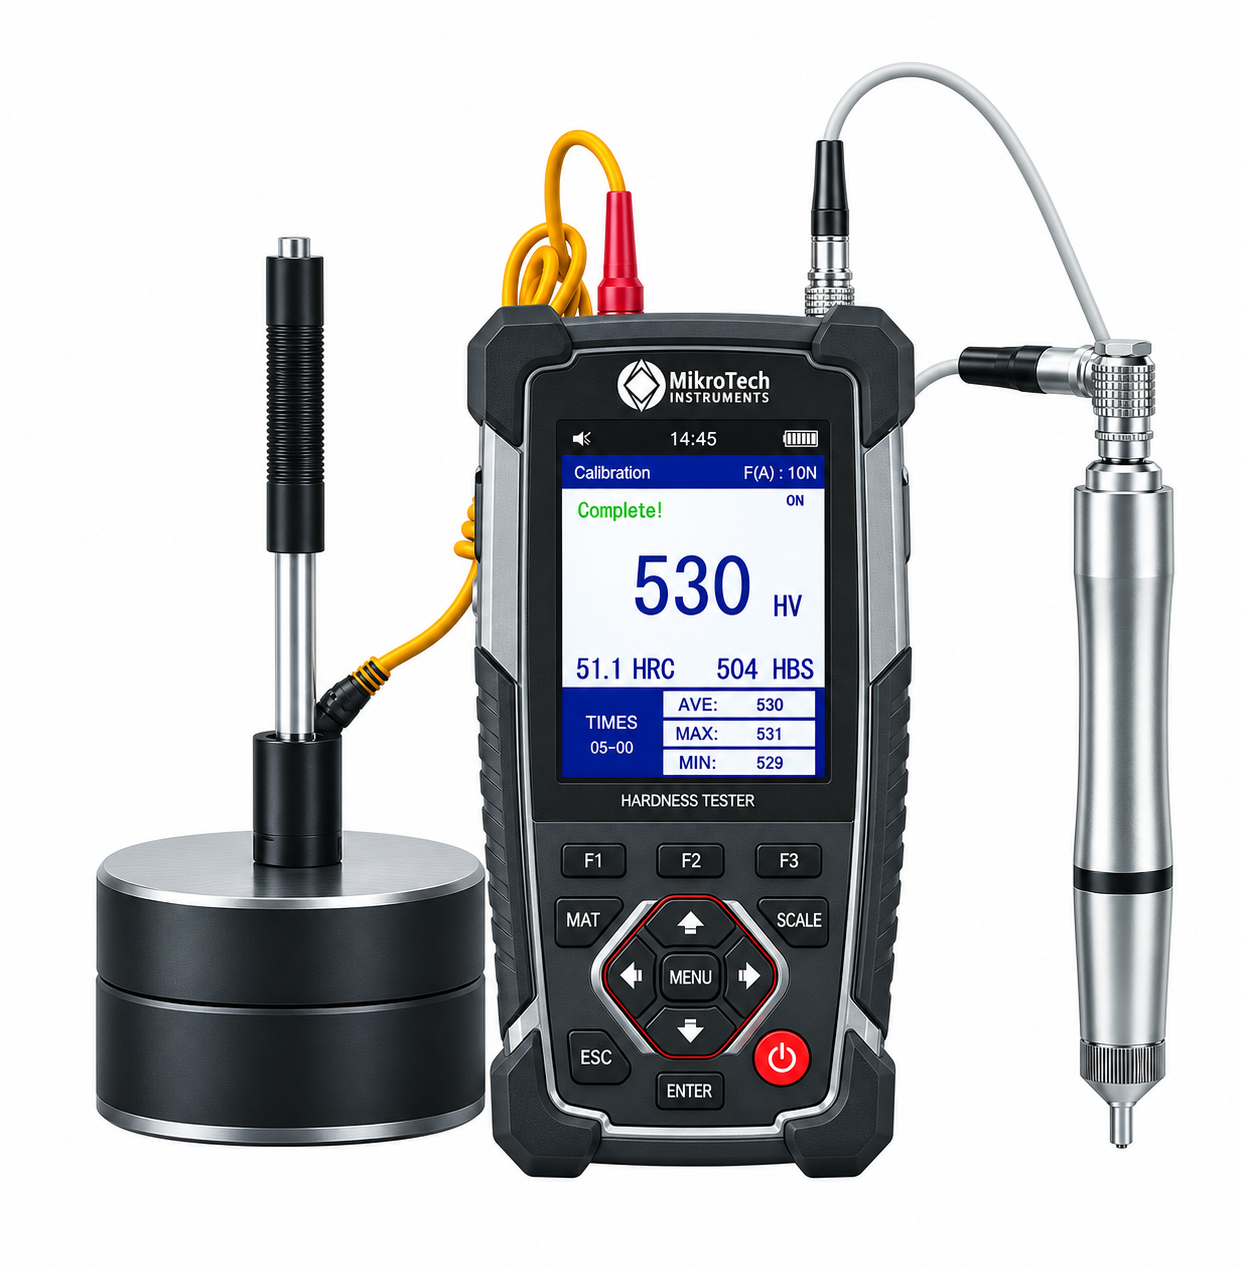 MikroTech
INSTRUMENTS
14:45
Calibration F(A) : 10N
Complete! ON
530 HV
51.1 HRC 504 HBS
TIMES
05-00
AVE: 530
MAX: 531
MIN: 529
HARDNESS TESTER
F1 F2 F3
MAT SCALE
MENU
ESC
ENTER